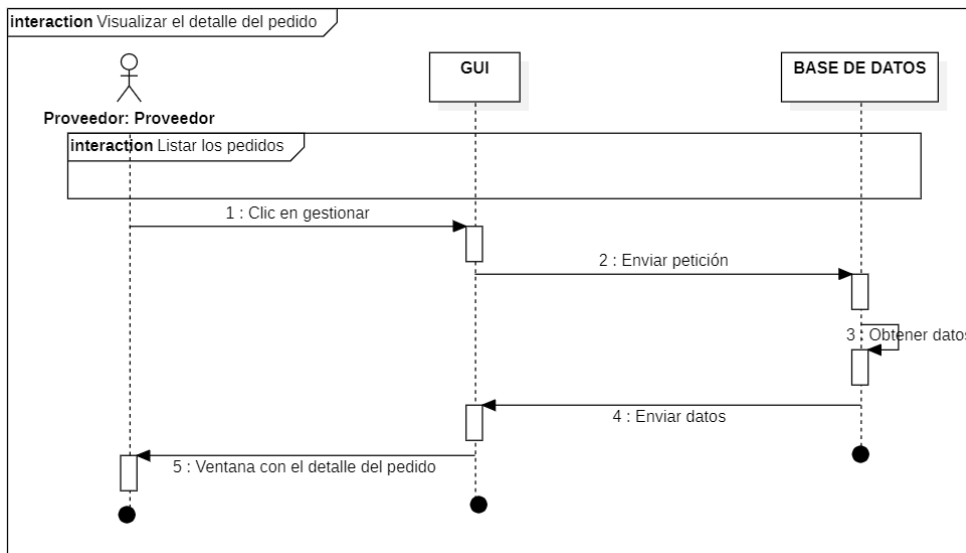 interaction Visualizar el detalle del pedido
GUI
BASE DE DATOS
Proveedor: Proveedor
interaction Listar los pedidos
1 : Clic en gestionar
2 : Enviar petición
3 : Obtener datos
4 : Enviar datos
5 : Ventana con el detalle del pedido